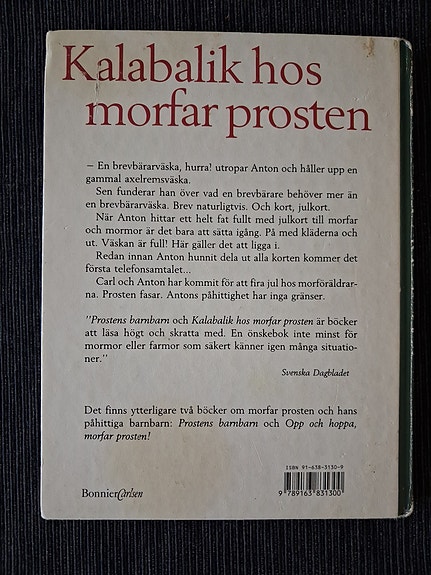 Kalabalik hos
morfar prosten
– En brevbärarväska, hurra! utropar Anton och håller upp en
gammal axelremsväska.
Sen funderar han över vad en brevbärare behöver mer än
en brevbärarväska. Brev naturligtvis. Och kort, julkort.
När Anton hittar ett helt fat fullt med julkort till morfar
och mormor är det bara att sätta igång. På med kläderna och
ut. Väskan är full! Här gäller det att ligga i.
Redan innan Anton hunnit dela ut alla korten kommer det
första telefonsamtalet...
Carl och Anton har kommit för att fira jul hos morföräldrar-
na. Prosten fasar. Antons påhittighet har inga gränser.
"Prostens barnbarn och Kalabalik hos morfar prosten är böcker
att läsa högt och skratta med. En önskebok inte minst för
mormor eller farmor som säkert känner igen många situatio-
ner."
Svenska Dagbladet
Det finns ytterligare två böcker om morfar prosten och hans
påhittiga barnbarn: Prostens barnbarn och Opp och hoppa,
morfar prosten!
ISBN 91-638-3130-9
9 789163 831300
BonnierCarlsen